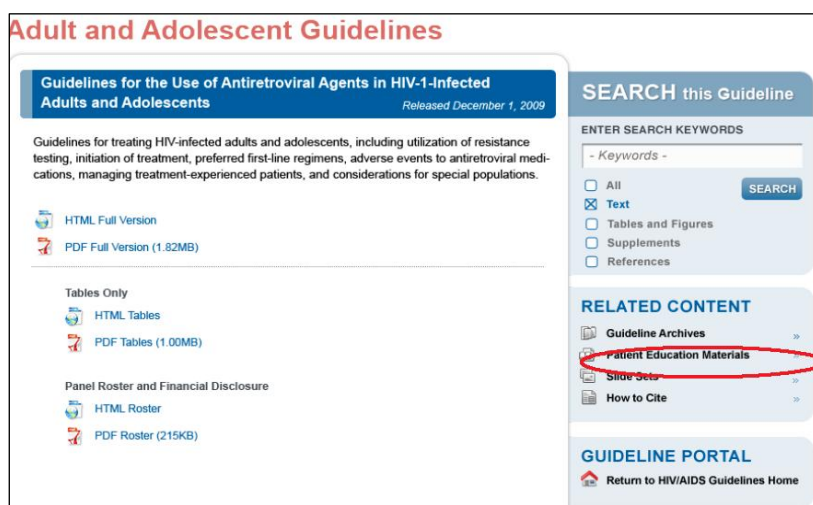 Adult and Adolescent Guidelines
Guidelines for the Use of Antiretroviral Agents in HIV-1-Infected
Adults and Adolescents
Released December 1, 2009
Guidelines for treating HIV-infected adults and adolescents, including utilization of resistance
testing, initiation of treatment, preferred first-line regimens, adverse events to antiretroviral medi-
cations, managing treatment-experienced patients, and considerations for special populations.
HTML Full Version
PDF Full Version (1.82MB)
Tables Only
HTML Tables
PDF Tables (1.00MB)
Panel Roster and Financial Disclosure
HTML Roster
PDF Roster (215KB)
SEARCH this Guideline
ENTER SEARCH KEYWORDS
- Keywords -
All
SEARCH
Text
Tables and Figures
Supplements
References
RELATED CONTENT
Guideline Archives »
Patient Education Materials »
Slide Sets »
How to Cite »
GUIDELINE PORTAL
Return to HIV/AIDS Guidelines Home